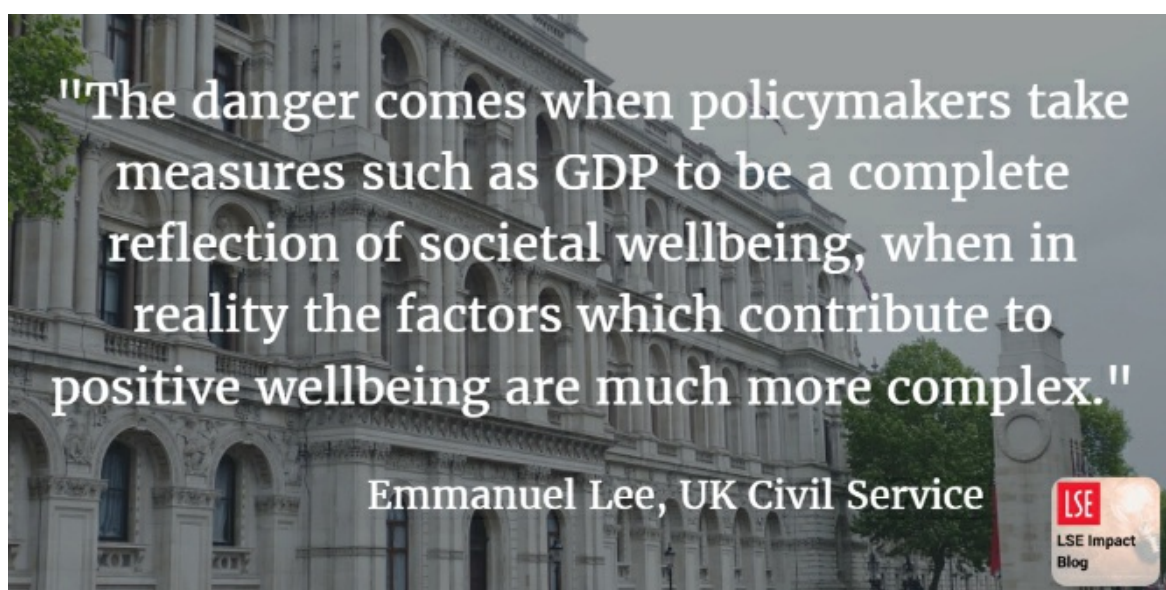 "The danger comes when policymakers take
measures such as GDP to be a complete
reflection of societal wellbeing, when in
reality the factors which contribute to
positive wellbeing are much more complex."
Emmanuel Lee, UK Civil Service
LSE
LSE Impact
Blog